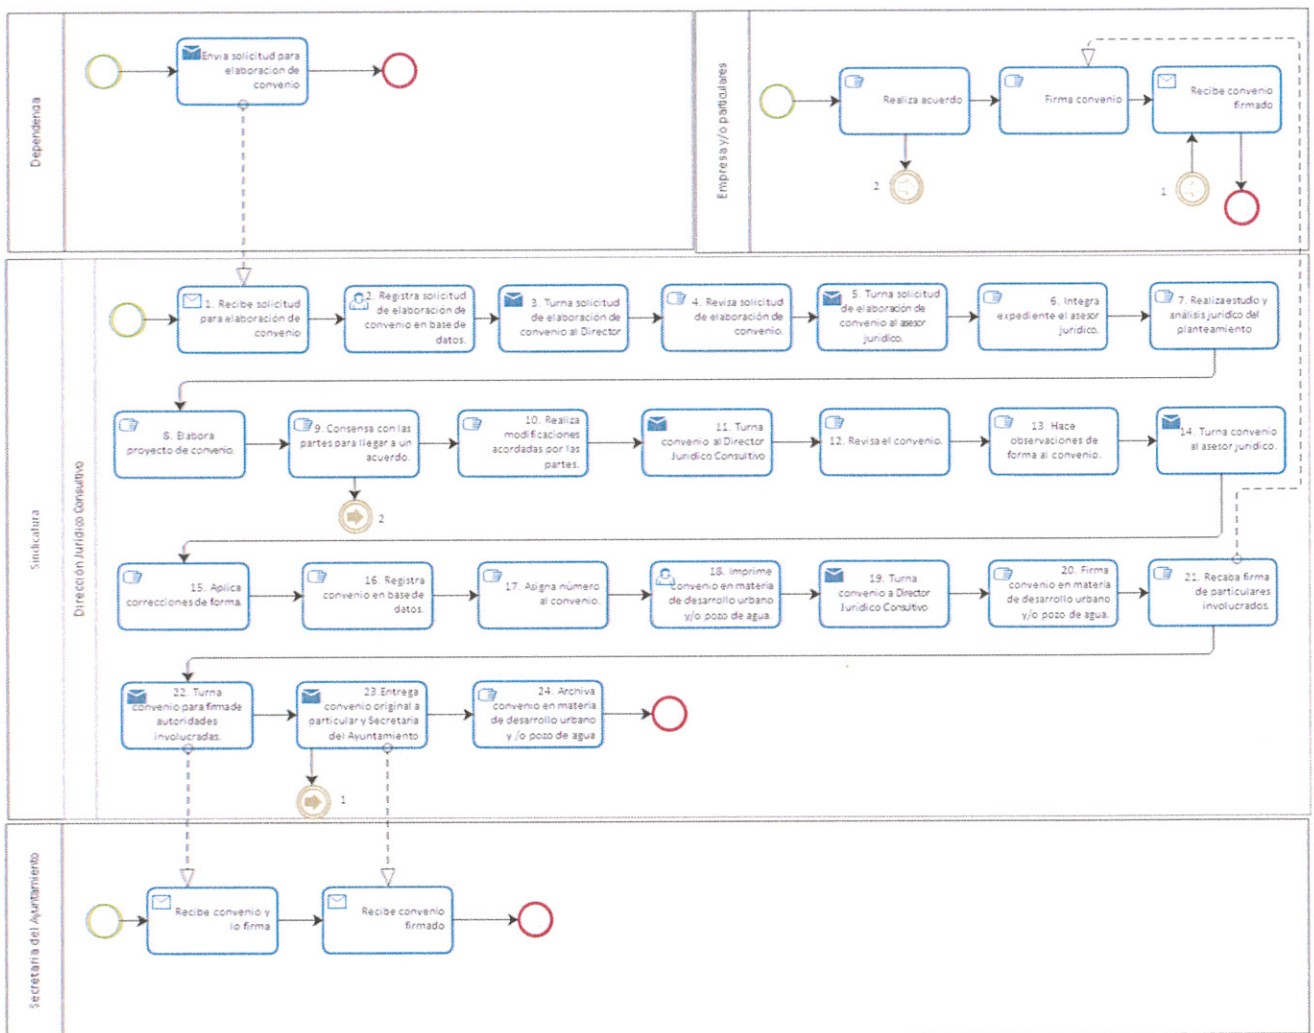 Dependencia
Envia solicitud para
elaboración de
convenio
Empresa y/o particulares
Realiza acuerdo
Firma convenio
Recibe convenio
firmado
2
1
Sindicatura
Dirección Jurídico Consultivo
1. Recibe solicitud
para elaboración de
convenio
2. Registra solicitud
de elaboración de
convenio en base de
datos.
3. Turna solicitud
de elaboración de
convenio al Director
4. Revisa solicitud
de elaboración de
convenio.
5. Turna solicitud
de elaboración de
convenio al asesor
jurídico.
6. Integra
expediente el asesor
jurídico.
7. Realiza estudio y
análisis jurídico del
planteamiento
8. Elabora
proyecto de convenio.
9. Consensa con las
partes para llegar a un
acuerdo.
10. Realiza
modificaciones
acordadas por las
partes.
11. Turna
convenio al Director
Jurídico Consultivo
12. Revisa el convenio.
13. Hace
observaciones de
forma al convenio.
14. Turna convenio
al asesor jurídico.
2
15. Aplica
correcciones de forma.
16. Registra
convenio en base de
datos.
17. Asigna número
al convenio.
18. Imprime
convenio en materia
de desarrollo urbano
y/o pozo de agua.
19. Turna
convenio a Director
Jurídico Consultivo
20. Firma
convenio en materia
de desarrollo urbano
y/o pozo de agua.
21. Recaba firma
de particulares
involucrados.
22. Turna
convenio para firma de
autoridades
involucradas.
23.Entrega
convenio original a
particular y Secretaria
del Ayuntamiento
24. Archiva
convenio en materia
de desarrollo urbano
y /o pozo de agua
1
Secretaria del Ayuntamiento
Recibe convenio y
lo firma
Recibe convenio
firmado